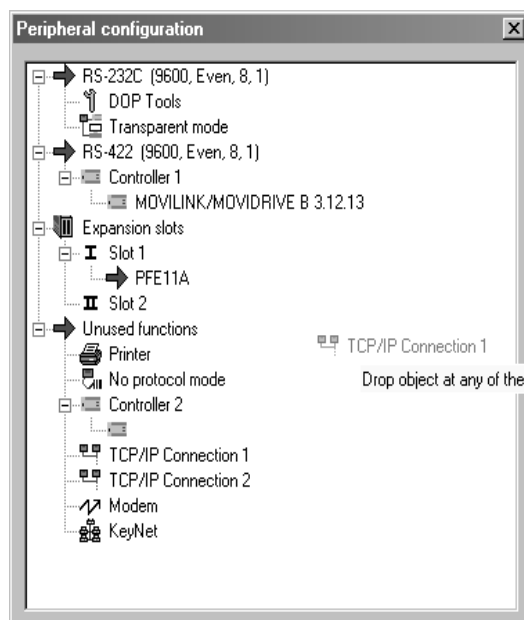 Peripheral configuration
RS-232C (9600, Even, 8, 1)
DOP Tools
Transparent mode
RS-422 (9600, Even, 8, 1)
Controller 1
MOVILINK/MOVIDRIVE B 3.12.13
Expansion slots
I Slot 1
PFE11A
II Slot 2
Unused functions
TCP/IP Connection 1
Printer
No protocol mode
Drop object at any of the
Controller 2
TCP/IP Connection 1
TCP/IP Connection 2
Modem
KeyNet